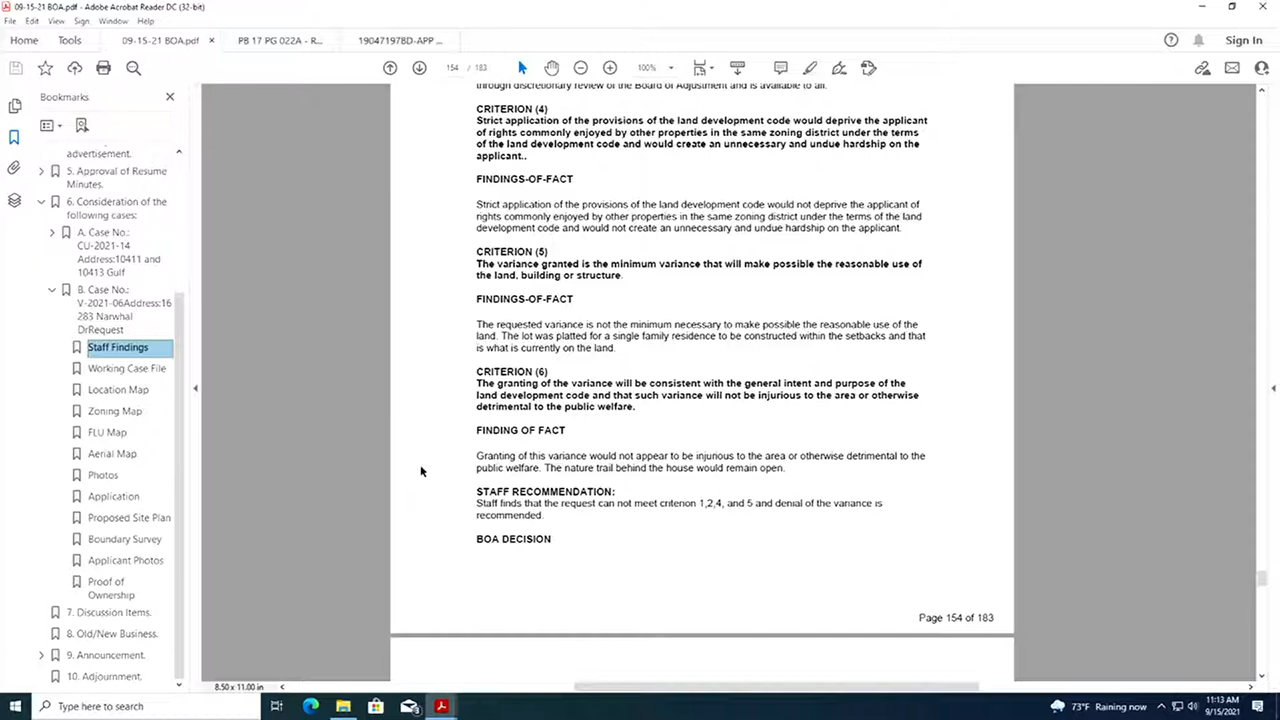 09-15-21 BOA.pdf - Adobe Acrobat Reader DC (32-bit)
File Edit View Sign Window Help
Home Tools 09-15-21 BOA.pdf × PB 17 PG 022A - R... 19047197BD-APP ... Sign In
154 / 183 100%
Bookmarks
advertisement.
5. Approval of Resume
Minutes.
6. Consideration of the
following cases:
A. Case No.:
CU-2021-14
Address:10411 and
10413 Gulf
B. Case No.:
V-2021-06Address:16
283 Narwhal
DrRequest
Staff Findings
Working Case File
Location Map
Zoning Map
FLU Map
Aerial Map
Photos
Application
Proposed Site Plan
Boundary Survey
Applicant Photos
Proof of
Ownership
7. Discussion Items.
8. Old/New Business.
9. Announcement.
10. Adjournment.
through discretionary review of the Board of Adjustment and is available to all.
CRITERION (4)
Strict application of the provisions of the land development code would deprive the applicant
of rights commonly enjoyed by other properties in the same zoning district under the terms
of the land development code and would create an unnecessary and undue hardship on the
applicant..
FINDINGS-OF-FACT
Strict application of the provisions of the land development code would not deprive the applicant of
rights commonly enjoyed by other properties in the same zoning district under the terms of the land
development code and would not create an unnecessary and undue hardship on the applicant.
CRITERION (5)
The variance granted is the minimum variance that will make possible the reasonable use of
the land, building or structure.
FINDINGS-OF-FACT
The requested variance is not the minimum necessary to make possible the reasonable use of the
land. The lot was platted for a single family residence to be constructed within the setbacks and that
is what is currently on the land.
CRITERION (6)
The granting of the variance will be consistent with the general intent and purpose of the
land development code and that such variance will not be injurious to the area or otherwise
detrimental to the public welfare.
FINDING OF FACT
Granting of this variance would not appear to be injurious to the area or otherwise detrimental to the
public welfare. The nature trail behind the house would remain open.
STAFF RECOMMENDATION:
Staff finds that the request can not meet criterion 1,2,4, and 5 and denial of the variance is
recommended.
BOA DECISION
Page 154 of 183
8.50 x 11.00 in
Type here to search
73°F Raining now
11:13 AM
9/15/2021